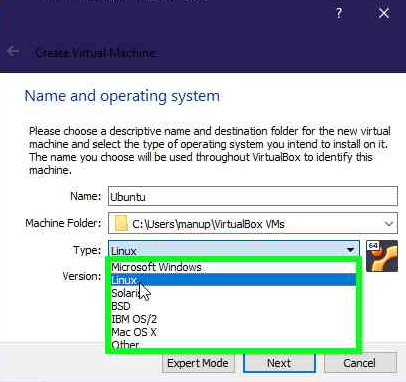 ?
Create Virtual Machine
Name and operating system
Please choose a descriptive name and destination folder for the new virtual
machine and select the type of operating system you intend to install on it.
The name you choose will be used throughout VirtualBox to identify this
machine.
Name: Ubuntu
Machine Folder: C:\Users\manup\VirtualBox VMs
Type: Linux
64
Version:
Microsoft Windows
Linux
Solaris
BSD
IBM OS/2
Mac OS X
Other
Expert Mode Next Cancel